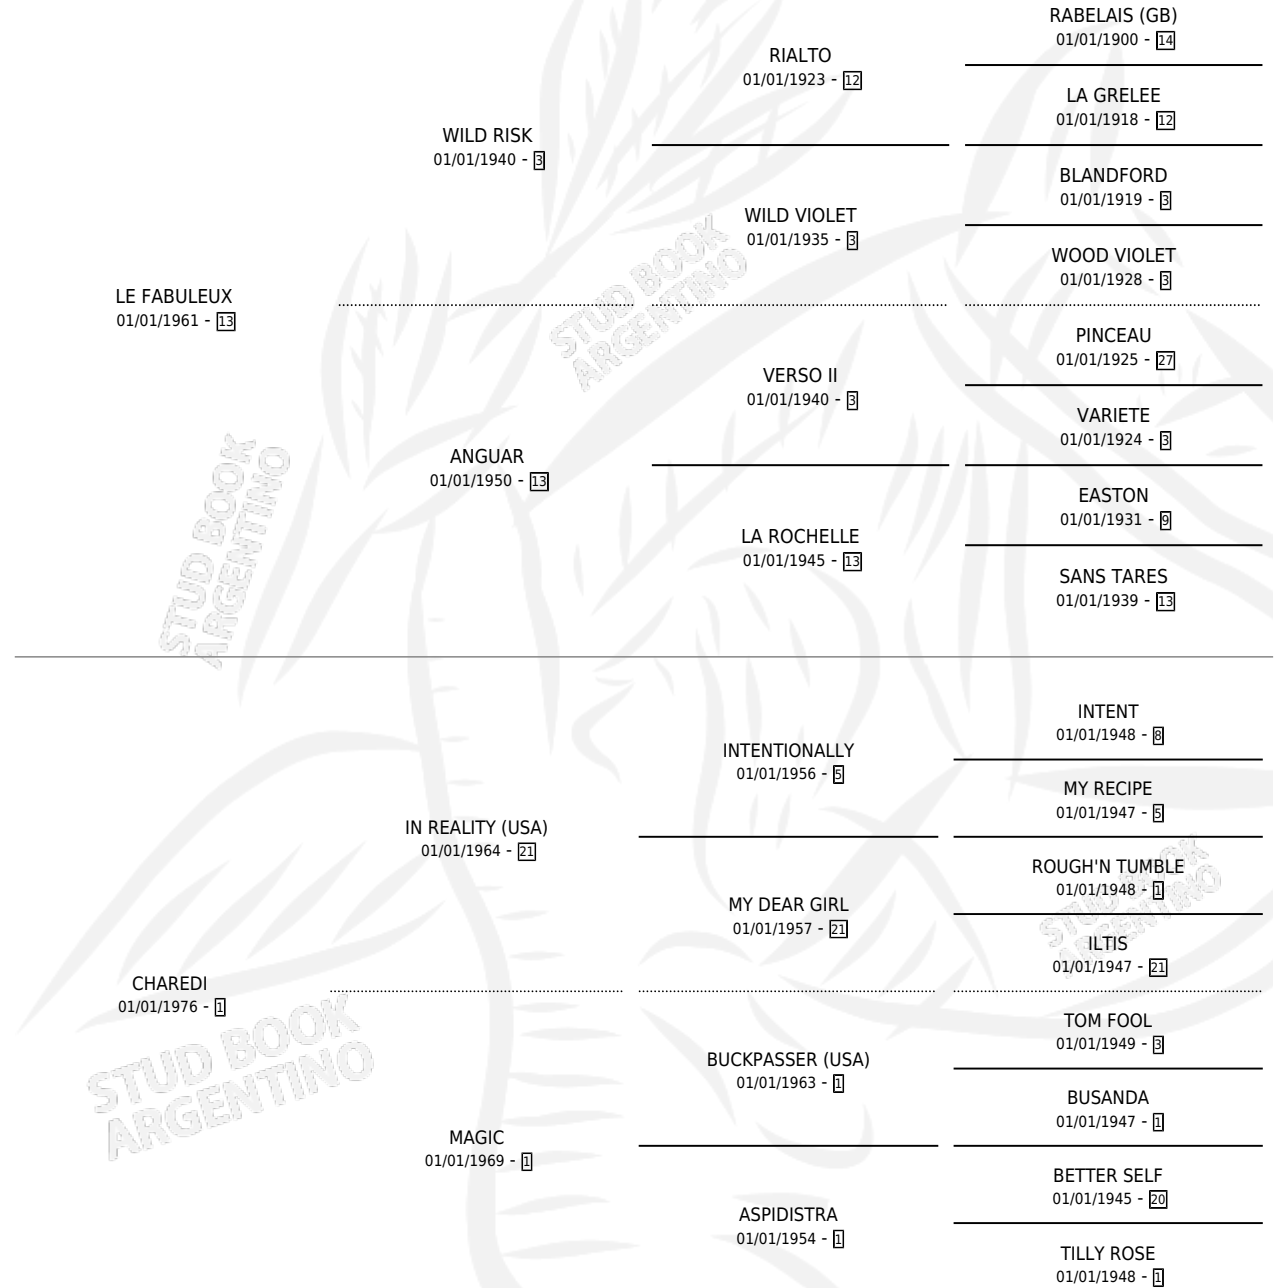 RABELAIS (GB)
01/01/1900 - 14
RIALTO
01/01/1923 - 12
LA GRELEE
01/01/1918 - 12
WILD RISK
01/01/1940 - 3
BLANDFORD
01/01/1919 - 3
WILD VIOLET
01/01/1935 - 3
WOOD VIOLET
01/01/1928 - 3
LE FABULEUX
01/01/1961 - 13
PINCEAU
01/01/1925 - 27
VERSO II
01/01/1940 - 3
VARIETE
01/01/1924 - 3
ANGUAR
01/01/1950 - 13
EASTON
01/01/1931 - 9
LA ROCHELLE
01/01/1945 - 13
SANS TARES
01/01/1939 - 13
INTENT
01/01/1948 - 8
INTENTIONALLY
01/01/1956 - 5
MY RECIPE
01/01/1947 - 5
IN REALITY (USA)
01/01/1964 - 21
ROUGH'N TUMBLE
01/01/1948 - 1
MY DEAR GIRL
01/01/1957 - 21
ILTIS
01/01/1947 - 21
CHAREDI
01/01/1976 - 1
TOM FOOL
01/01/1949 - 3
BUCKPASSER (USA)
01/01/1963 - 1
BUSANDA
01/01/1947 - 1
MAGIC
01/01/1969 - 1
BETTER SELF
01/01/1945 - 20
ASPIDISTRA
01/01/1954 - 1
TILLY ROSE
01/01/1948 - 1
STUD BOOK
ARGENTINO
STUD BOOK
ARGENTINO
STUD BOOK
ARGENTINO
STUD BOOK
ARGENTINO